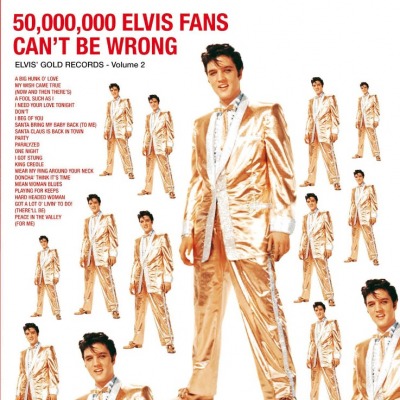 50,000,000 ELVIS FANS
CAN'T BE WRONG
ELVIS' GOLD RECORDS - Volume 2
A BIG HUNK O' LOVE
MY WISH CAME TRUE
(NOW AND THEN THERE'S)
A FOOL SUCH AS I
I NEED YOUR LOVE TONIGHT
DON'T
I BEG OF YOU
SANTA BRING MY BABY BACK (TO ME)
SANTA CLAUS IS BACK IN TOWN
PARTY
PARALYZED
ONE NIGHT
I GOT STUNG
KING CREOLE
WEAR MY RING AROUND YOUR NECK
DONCHA' THINK IT'S TIME
MEAN WOMAN BLUES
PLAYING FOR KEEPS
HARD HEADED WOMAN
GOT A LOT O' LIVIN' TO DO!
(THERE'LL BE)
PEACE IN THE VALLEY
(FOR ME)